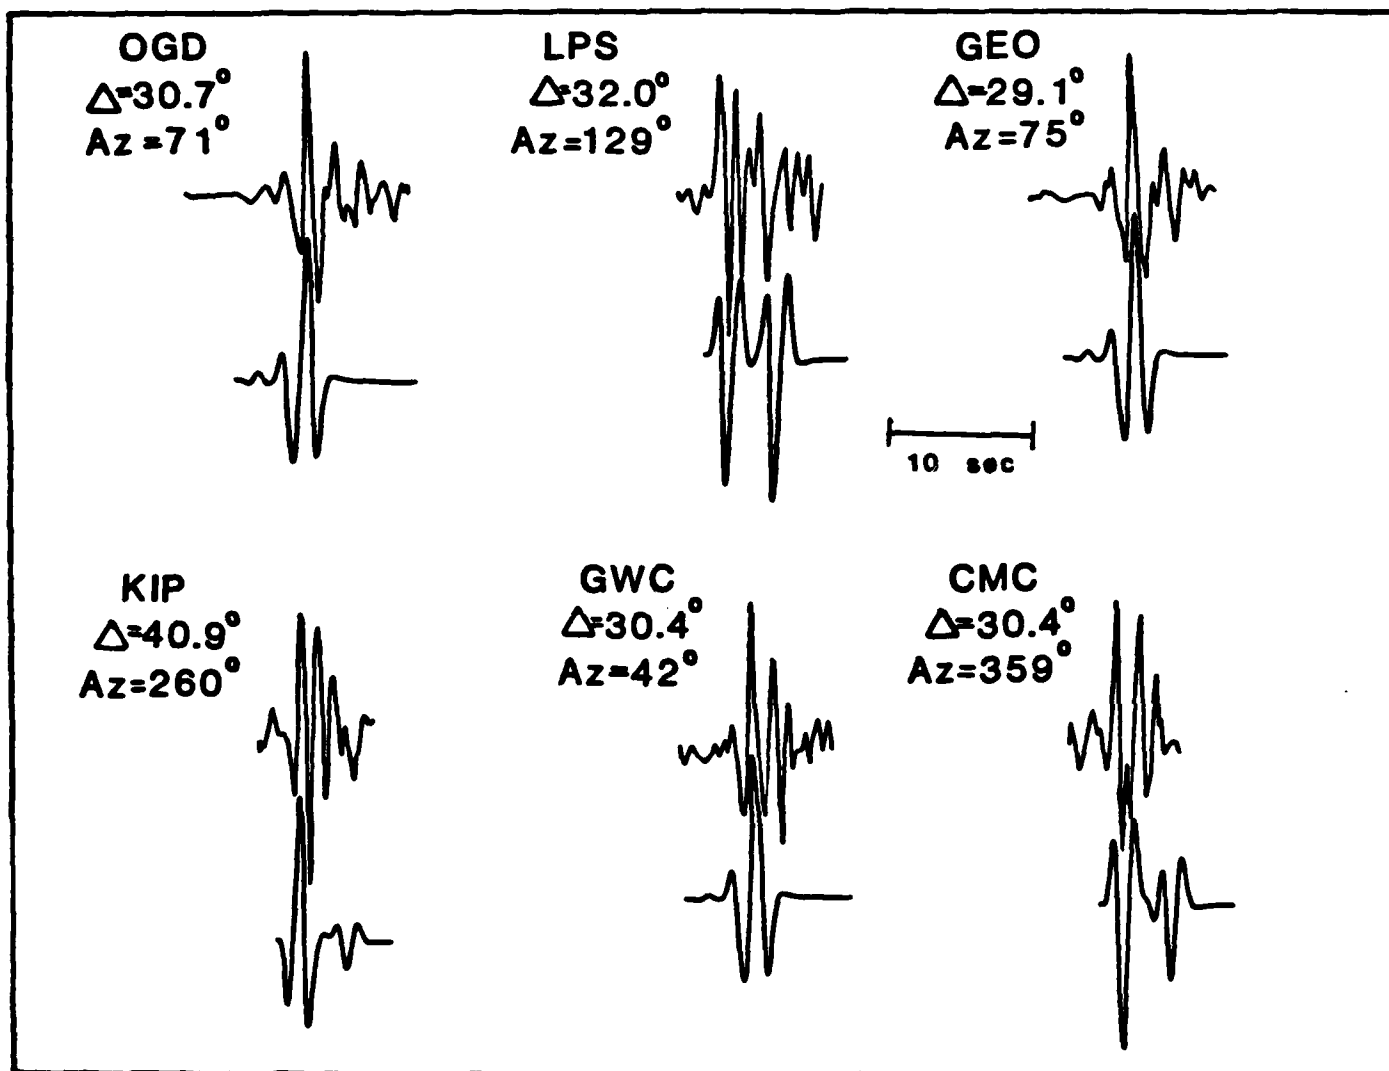 OGD
Δ=30.7°
Az=71°
LPS
Δ=32.0°
Az=129°
GEO
Δ=29.1°
Az=75°
10 sec
KIP
Δ=40.9°
Az=260°
GWC
Δ=30.4°
Az=42°
CMC
Δ=30.4°
Az=359°